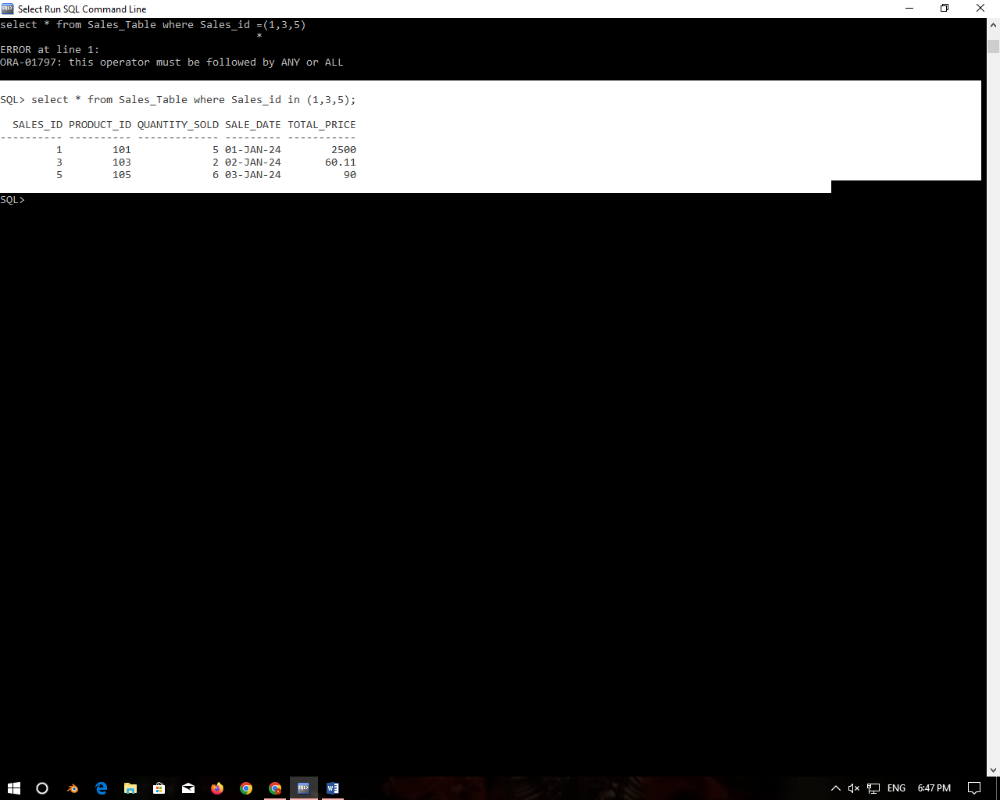 Select Run SQL Command Line
select * from Sales_Table where Sales_id =(1,3,5)
                                         *
ERROR at line 1:
ORA-01797: this operator must be followed by ANY or ALL
SQL> select * from Sales_Table where Sales_id in (1,3,5);
  SALES_ID PRODUCT_ID QUANTITY_SOLD SALE_DATE TOTAL_PRICE
---------- ---------- ------------- --------- -----------
         1        101             5 01-JAN-24        2500
         3        103             2 02-JAN-24       60.11
         5        105             6 03-JAN-24          90
SQL>
ENG 6:47 PM